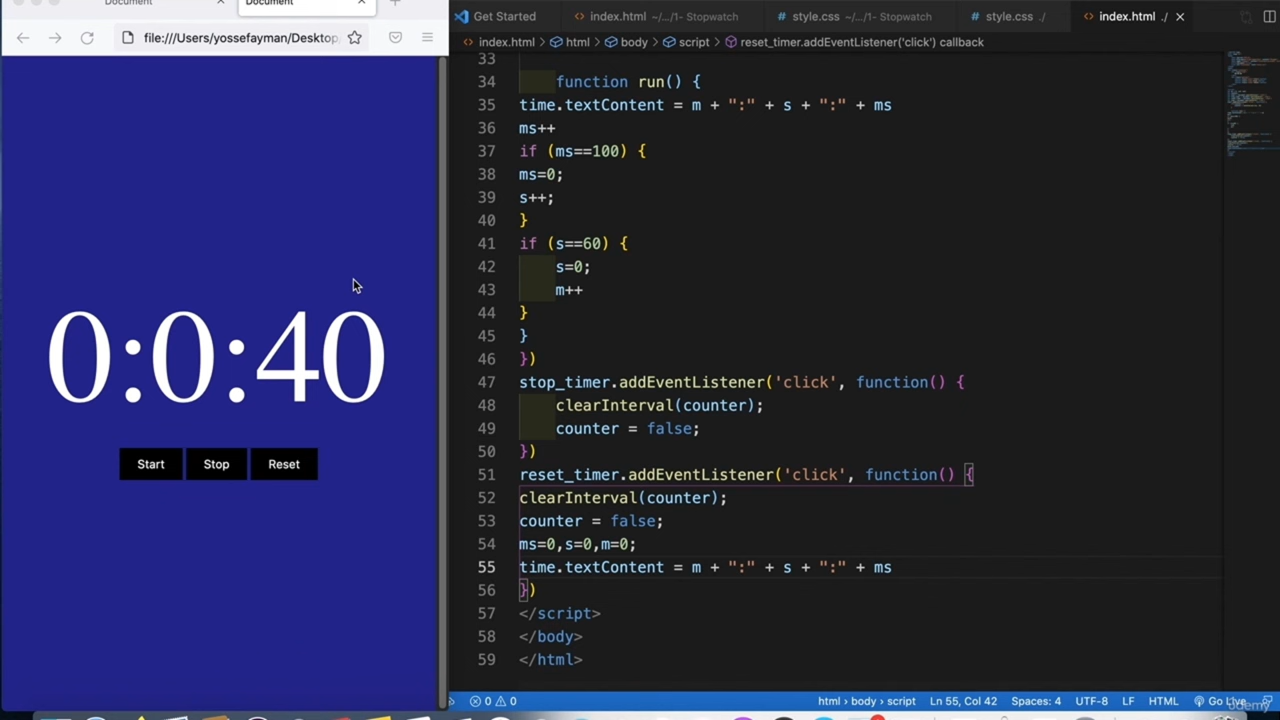 Document
Document
file:///Users/yossefayman/Desktop,
0:0:40
Start Stop Reset
Get Started
index.html ~/.../1- Stopwatch
style.css ~/.../1- Stopwatch
style.css ./
index.html ./
index.html > html > body > script > reset_timer.addEventListener('click') callback
33
34 function run() {
35 time.textContent = m + ":" + s + ":" + ms
36 ms++
37 if (ms==100) {
38 ms=0;
39 s++;
40 }
41 if (s==60) {
42 s=0;
43 m++
44 }
45 }
46 })
47 stop_timer.addEventListener('click', function() {
48 clearInterval(counter);
49 counter = false;
50 })
51 reset_timer.addEventListener('click', function() {
52 clearInterval(counter);
53 counter = false;
54 ms=0,s=0,m=0;
55 time.textContent = m + ":" + s + ":" + ms
56 })
57 </script>
58 </body>
59 </html>
0 0 html > body > script Ln 55, Col 42 Spaces: 4 UTF-8 LF HTML Go Live
udemy